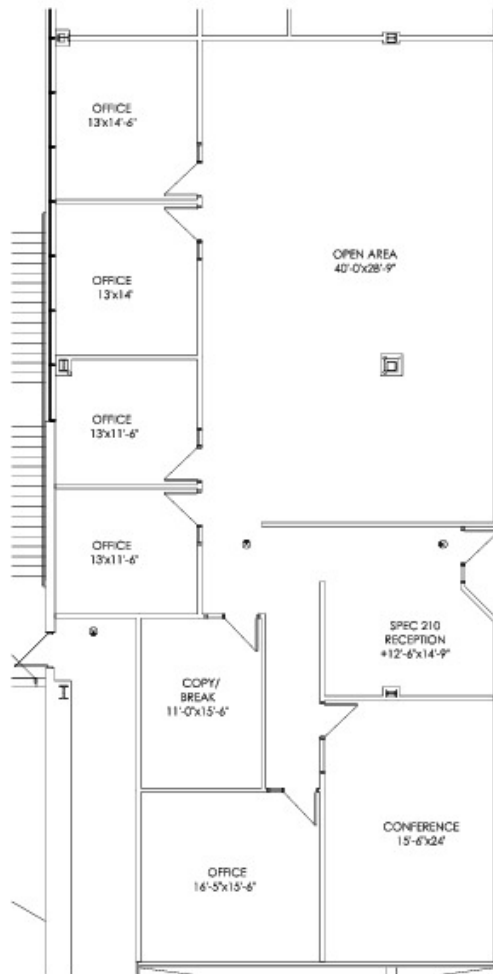 OFFICE
13'x14'-6"
OFFICE
13'x14'
OPEN AREA
40'-0"x28'-9"
OFFICE
13'x11'-6"
OFFICE
13'x11'-6"
SPEC 210
RECEPTION
+12'-6"x14'-9"
COPY/
BREAK
11'-0"x15'-6"
CONFERENCE
15'-6"x24'
OFFICE
16'-5"x15'-6"